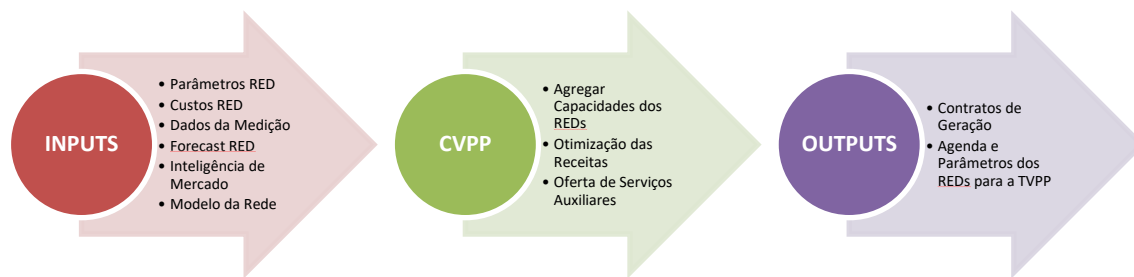 INPUTS
• Parâmetros RED
• Custos RED
• Dados da Medição
• Forecast RED
• Inteligência de
Mercado
• Modelo da Rede
CVPP
• Agregar
Capacidades dos
REDs
• Otimização das
Receitas
• Oferta de Serviços
Auxiliares
OUTPUTS
• Contratos de
Geração
• Agenda e
Parâmetros dos
REDs para a TVPP